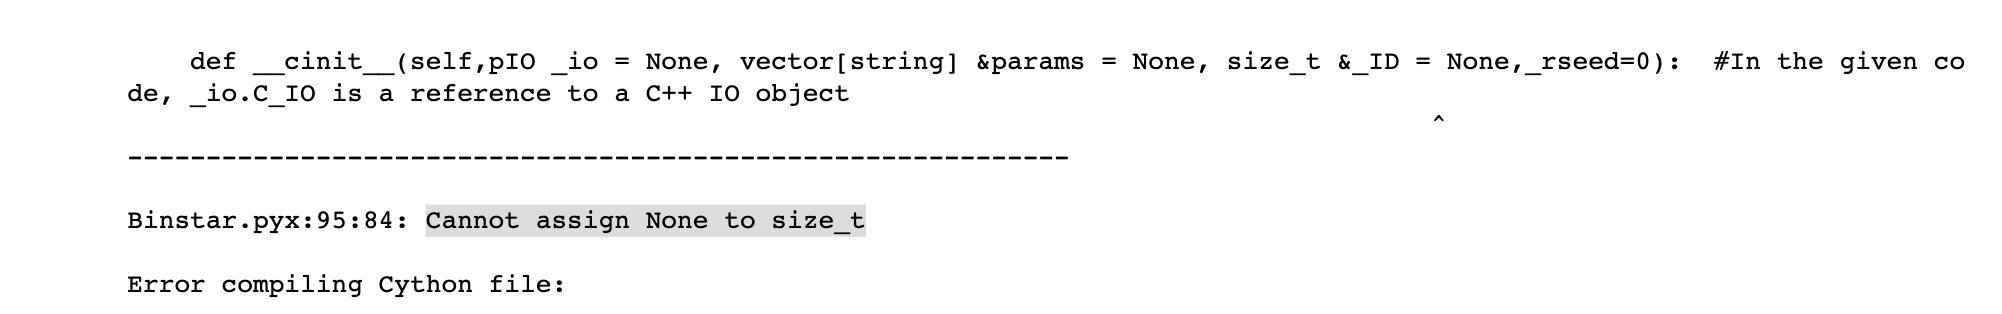 def __cinit__(self,pIO _io = None, vector[string] &params = None, size_t &_ID = None,_rseed=0):  #In the given co
de, _io.C_IO is a reference to a C++ IO object
^
------------------------------------------------------------
Binstar.pyx:95:84: Cannot assign None to size_t
Error compiling Cython file: